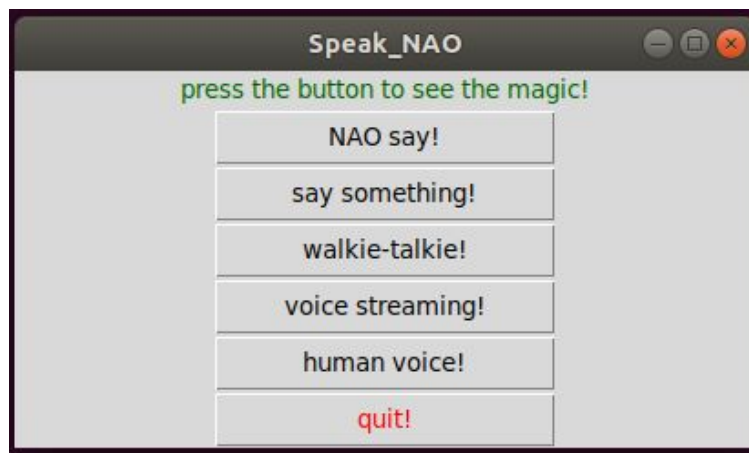 Speak_NAO
press the button to see the magic!
NAO say!
say something!
walkie-talkie!
voice streaming!
human voice!
quit!